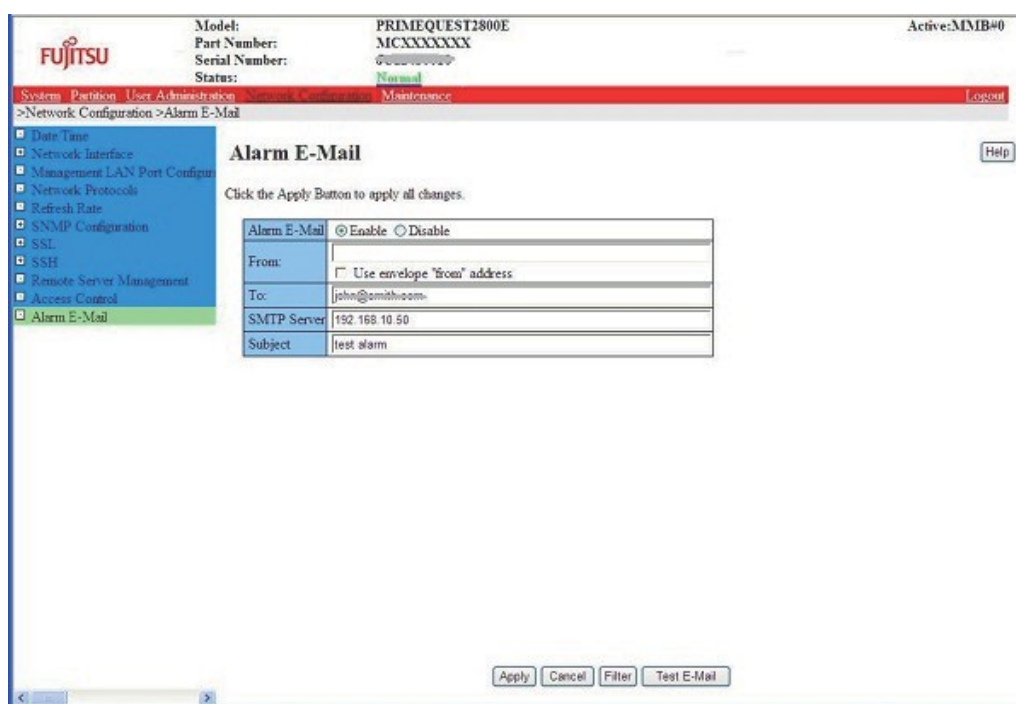 FUJITSU
Model: PRIMEQUEST2800E Active:MMB#0
Part Number: MCXXXXXXX
Serial Number:
Status: Normal
System Partition User Administration Network Configuration Maintenance Logout
>Network Configuration >Alarm E-Mail
Date Time
Network Interface
Management LAN Port Configur
Network Protocols
Refresh Rate
SNMP Configuration
SSL
SSH
Remote Server Management
Access Control
Alarm E-Mail
Alarm E-Mail
Help
Click the Apply Button to apply all changes.
Alarm E-Mail Enable Disable
From:
Use envelope "from" address
To: john@smith.com
SMTP Server 192.168.10.50
Subject test alarm
Apply Cancel Filter Test E-Mail